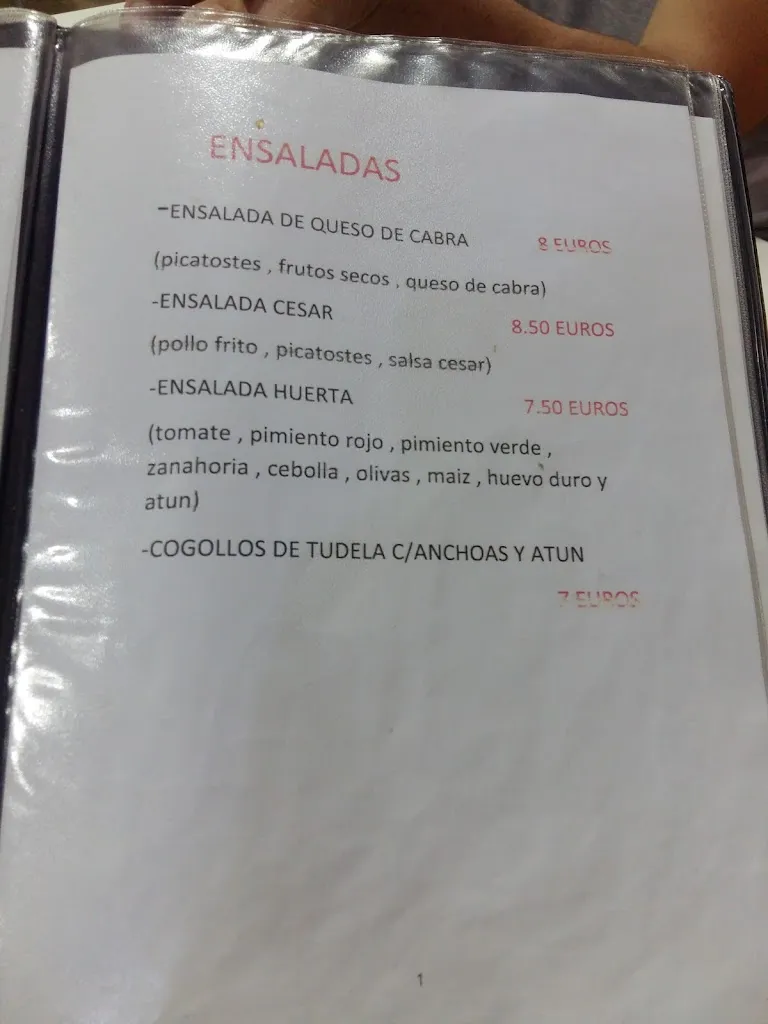 ENSALADAS
-ENSALADA DE QUESO DE CABRA 8 EUROS
(picatostes , frutos secos , queso de cabra)
-ENSALADA CESAR 8.50 EUROS
(pollo frito , picatostes , salsa cesar)
-ENSALADA HUERTA 7.50 EUROS
(tomate , pimiento rojo , pimiento verde ,
zanahoria , cebolla , olivas , maiz , huevo duro y
atun)
-COGOLLOS DE TUDELA C/ANCHOAS Y ATUN
7 EUROS
1